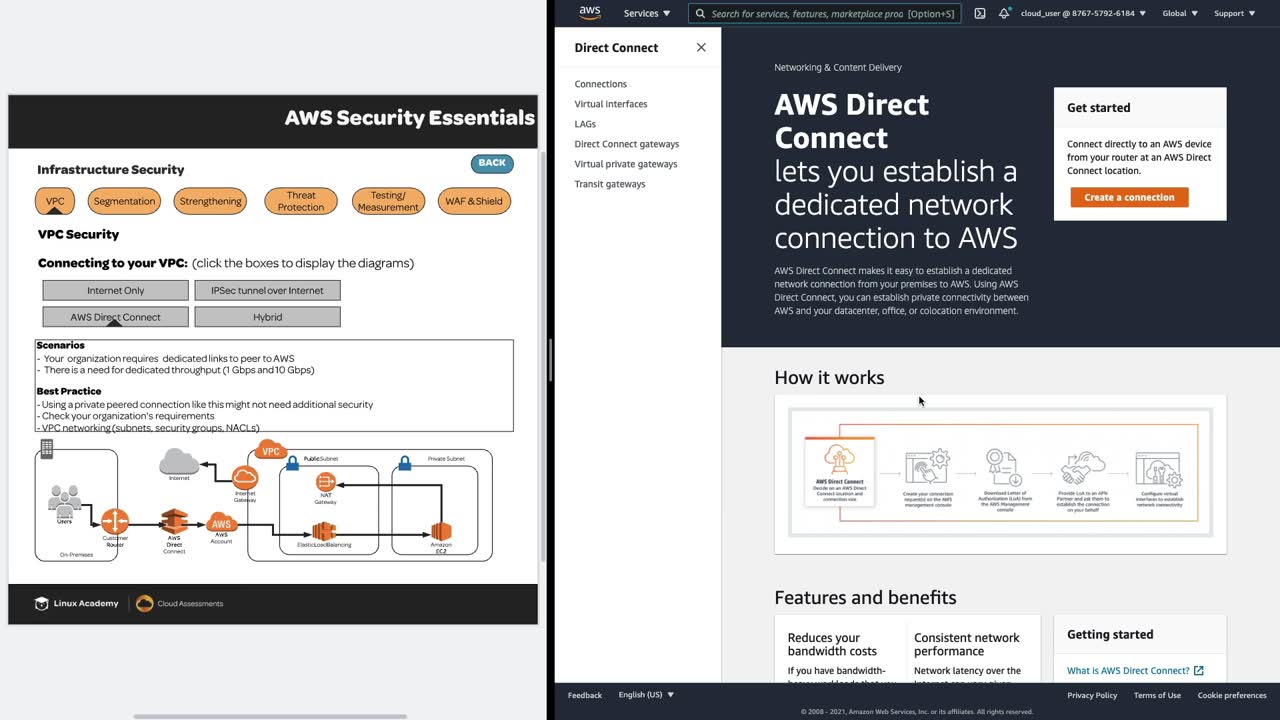 AWS Security Essentials
Infrastructure Security
BACK
VPC
Segmentation
Strengthening
Threat
Protection
Testing/
Measurement
WAF & Shield
VPC Security
Connecting to your VPC: (click the boxes to display the diagrams)
Internet Only
IPSec tunnel over Internet
AWS Direct Connect
Hybrid
Scenarios
- Your organization requires dedicated links to peer to AWS
- There is a need for dedicated throughput (1 Gbps and 10 Gbps)
Best Practice
- Using a private peered connection like this might not need additional security
- Check your organization's requirements
- VPC networking (subnets, security groups, NACLs)
VPC
Public Subnet
Private Subnet
Internet
Internet
Gateway
NAT
Gateway
Users
Customer
Router
AWS
Direct
Connect
AWS
AWS
Account
ElasticLoadBalancing
Amazon
EC2
On-Premises
Linux Academy
Cloud Assessments
aws
Services
Search for services, features, marketplace prod [Option+S]
cloud_user @ 8767-5792-6184
Global
Support
Direct Connect
Connections
Virtual interfaces
LAGs
Direct Connect gateways
Virtual private gateways
Transit gateways
Networking & Content Delivery
AWS Direct
Connect
lets you establish a
dedicated network
connection to AWS
AWS Direct Connect makes it easy to establish a dedicated
network connection from your premises to AWS. Using AWS
Direct Connect, you can establish private connectivity between
AWS and your datacenter, office, or colocation environment.
Get started
Connect directly to an AWS device
from your router at an AWS Direct
Connect location.
Create a connection
How it works
AWS Direct Connect
Decide on an AWS Direct
Connect location and
connection size
Create your connection
request(s) on the AWS
management console
Download Letter of
Authorization (LoA) from
the AWS Management
console
Provide LoA to an APN
Partner and ask them to
establish the connection
on your behalf
Configure virtual
interfaces to establish
network connectivity
Features and benefits
Reduces your
bandwidth costs
If you have bandwidth-
Consistent network
performance
Network latency over the
Getting started
What is AWS Direct Connect?
Feedback
English (US)
Privacy Policy
Terms of Use
Cookie preferences
© 2008 - 2021, Amazon Web Services, Inc. or its affiliates. All rights reserved.